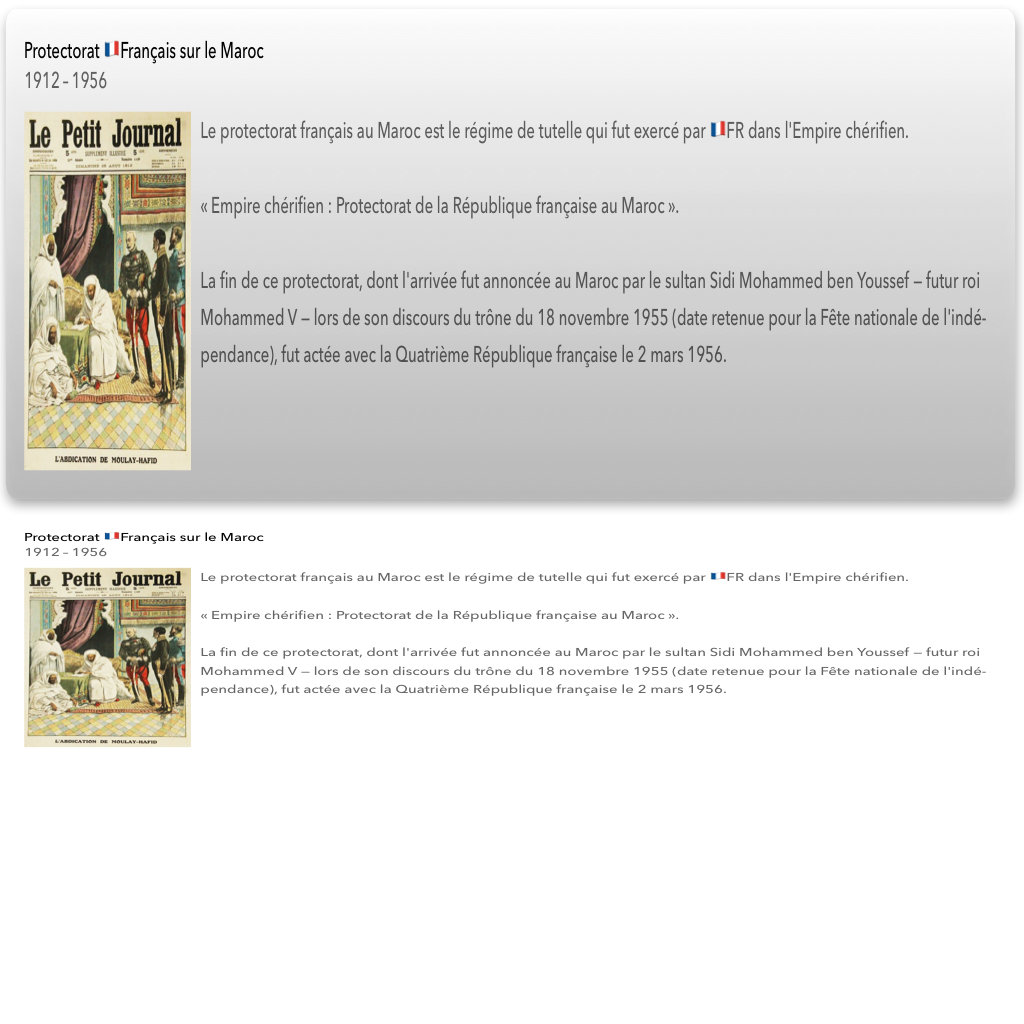 Protectorat 🇫🇷Français sur le Maroc
1912 - 1956
Le Petit Journal
SUPPLÉMENT ILLUSTRÉ
L'ABDICATION DE MOULAY-HAFID
Le protectorat français au Maroc est le régime de tutelle qui fut exercé par 🇫🇷FR dans l'Empire chérifien.
« Empire chérifien : Protectorat de la République française au Maroc ».
La fin de ce protectorat, dont l'arrivée fut annoncée au Maroc par le sultan Sidi Mohammed ben Youssef – futur roi
Mohammed V – lors de son discours du trône du 18 novembre 1955 (date retenue pour la Fête nationale de l'indé-
pendance), fut actée avec la Quatrième République française le 2 mars 1956.
Protectorat 🇫🇷Français sur le Maroc
1912 - 1956
Le Petit Journal
L'ABDICATION DE MOULAY-HAFID
Le protectorat français au Maroc est le régime de tutelle qui fut exercé par 🇫🇷FR dans l'Empire chérifien.
« Empire chérifien : Protectorat de la République française au Maroc ».
La fin de ce protectorat, dont l'arrivée fut annoncée au Maroc par le sultan Sidi Mohammed ben Youssef – futur roi
Mohammed V – lors de son discours du trône du 18 novembre 1955 (date retenue pour la Fête nationale de l'indé-
pendance), fut actée avec la Quatrième République française le 2 mars 1956.